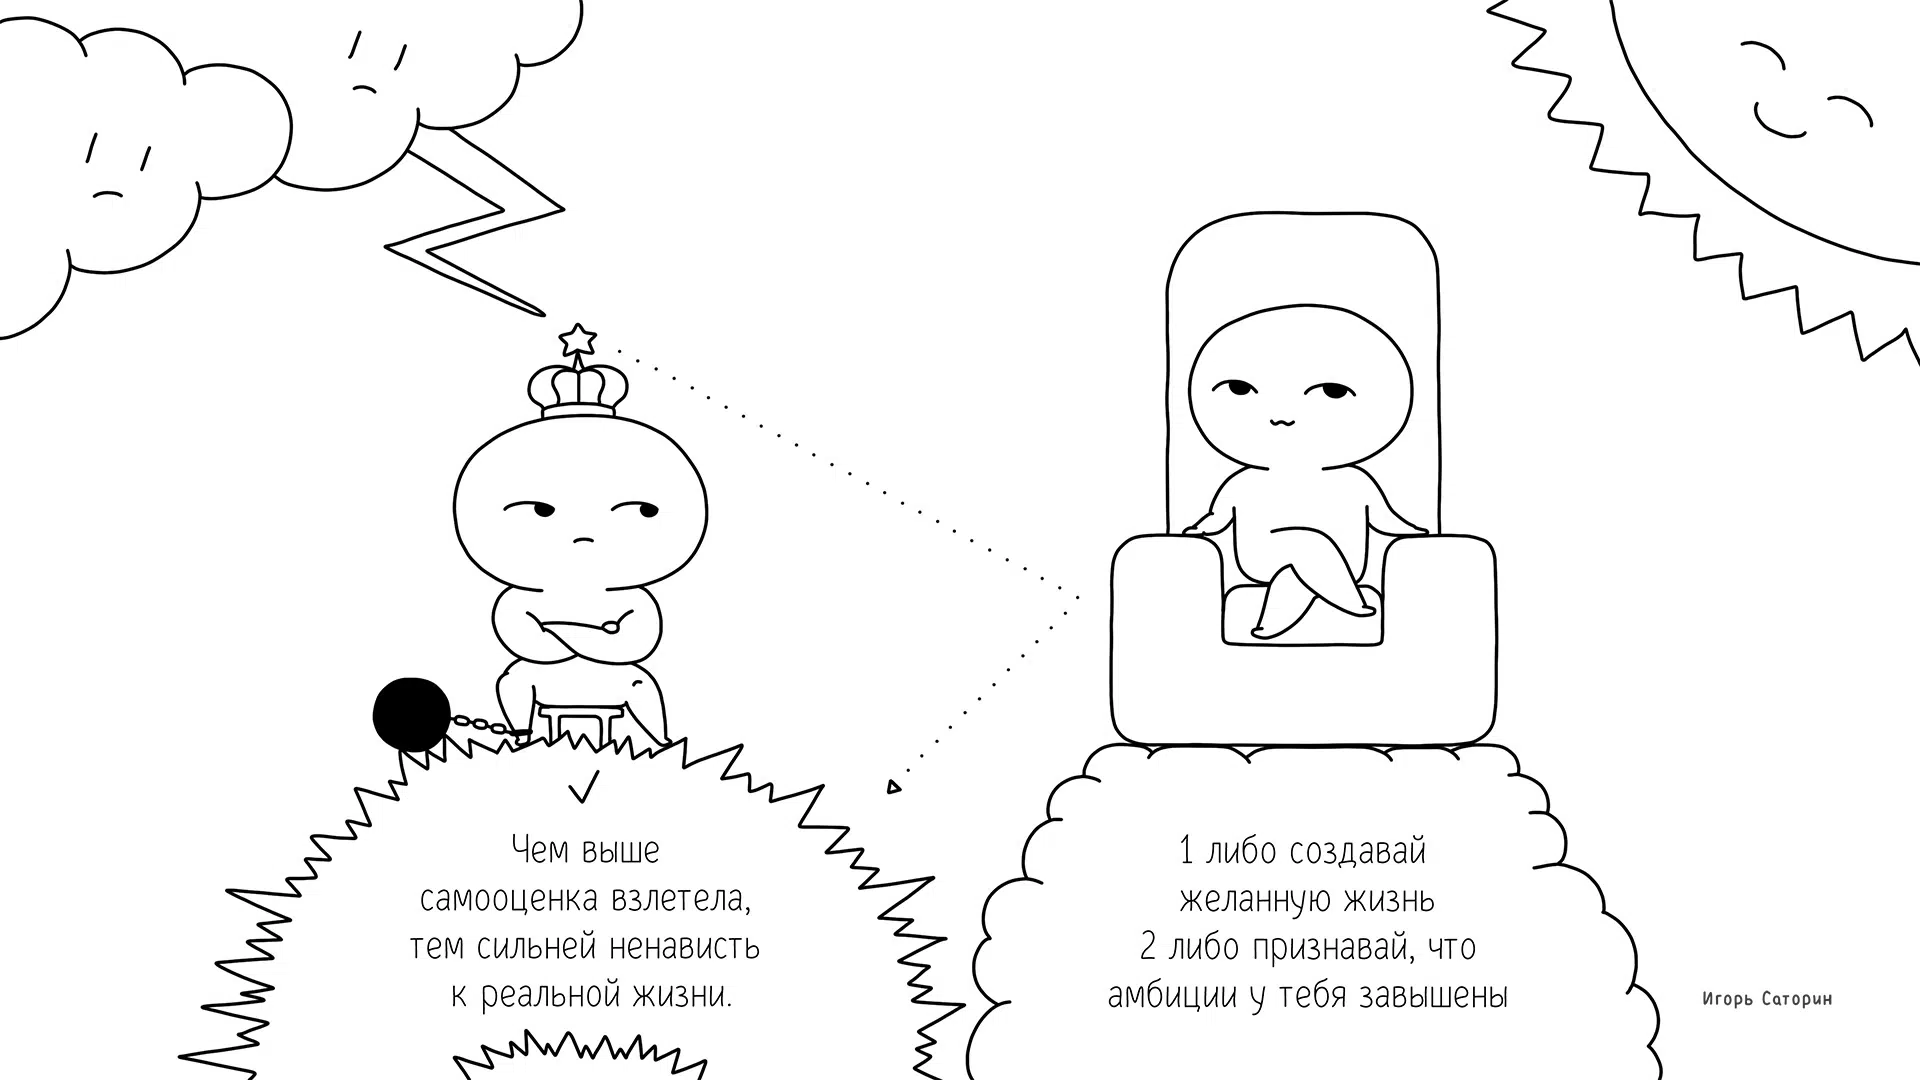 Чем выше
самооценка взлетела,
тем сильней ненависть
к реальной жизни.
1 либо создавай
желанную жизнь
2 либо признавай, что
амбиции у тебя завышены
Игорь Саторин